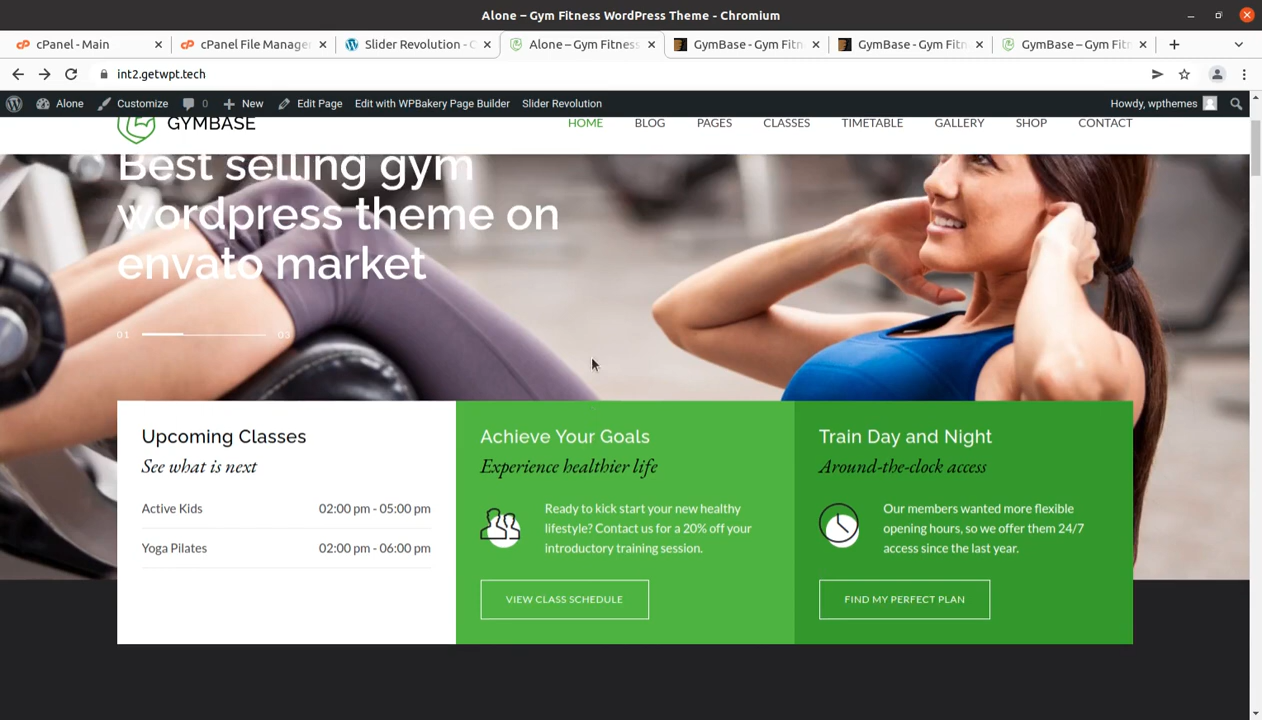 Alone – Gym Fitness WordPress Theme - Chromium
cPanel - Main
cPanel File Manager
Slider Revolution - C
Alone – Gym Fitness
GymBase - Gym Fitn
GymBase - Gym Fitn
GymBase – Gym Fit
int2.getwpt.tech
Alone
Customize
0
New
Edit Page
Edit with WPBakery Page Builder
Slider Revolution
Howdy, wpthemes
GYMBASE
HOME
BLOG
PAGES
CLASSES
TIMETABLE
GALLERY
SHOP
CONTACT
Best selling gym
wordpress theme on
envato market
01
03
Upcoming Classes
See what is next
Active Kids
02:00 pm - 05:00 pm
Yoga Pilates
02:00 pm - 06:00 pm
Achieve Your Goals
Experience healthier life
Ready to kick start your new healthy
lifestyle? Contact us for a 20% off your
introductory training session.
VIEW CLASS SCHEDULE
Train Day and Night
Around-the-clock access
Our members wanted more flexible
opening hours, so we offer them 24/7
access since the last year.
FIND MY PERFECT PLAN